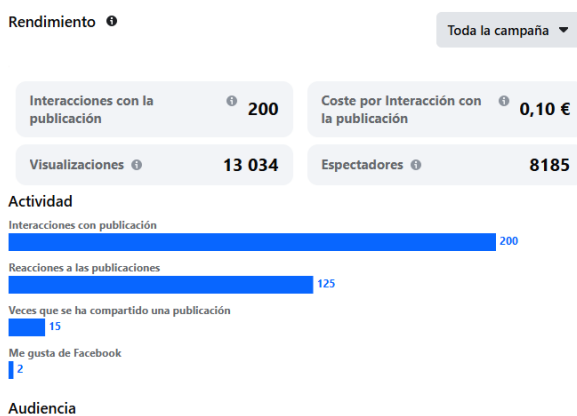 Rendimiento
Toda la campaña
Interacciones con la
publicación
200
Coste por Interacción con
la publicación
0,10 €
Visualizaciones
13 034
Espectadores
8185
Actividad
Interacciones con publicación
200
Reacciones a las publicaciones
125
Veces que se ha compartido una publicación
15
Me gusta de Facebook
2
Audiencia